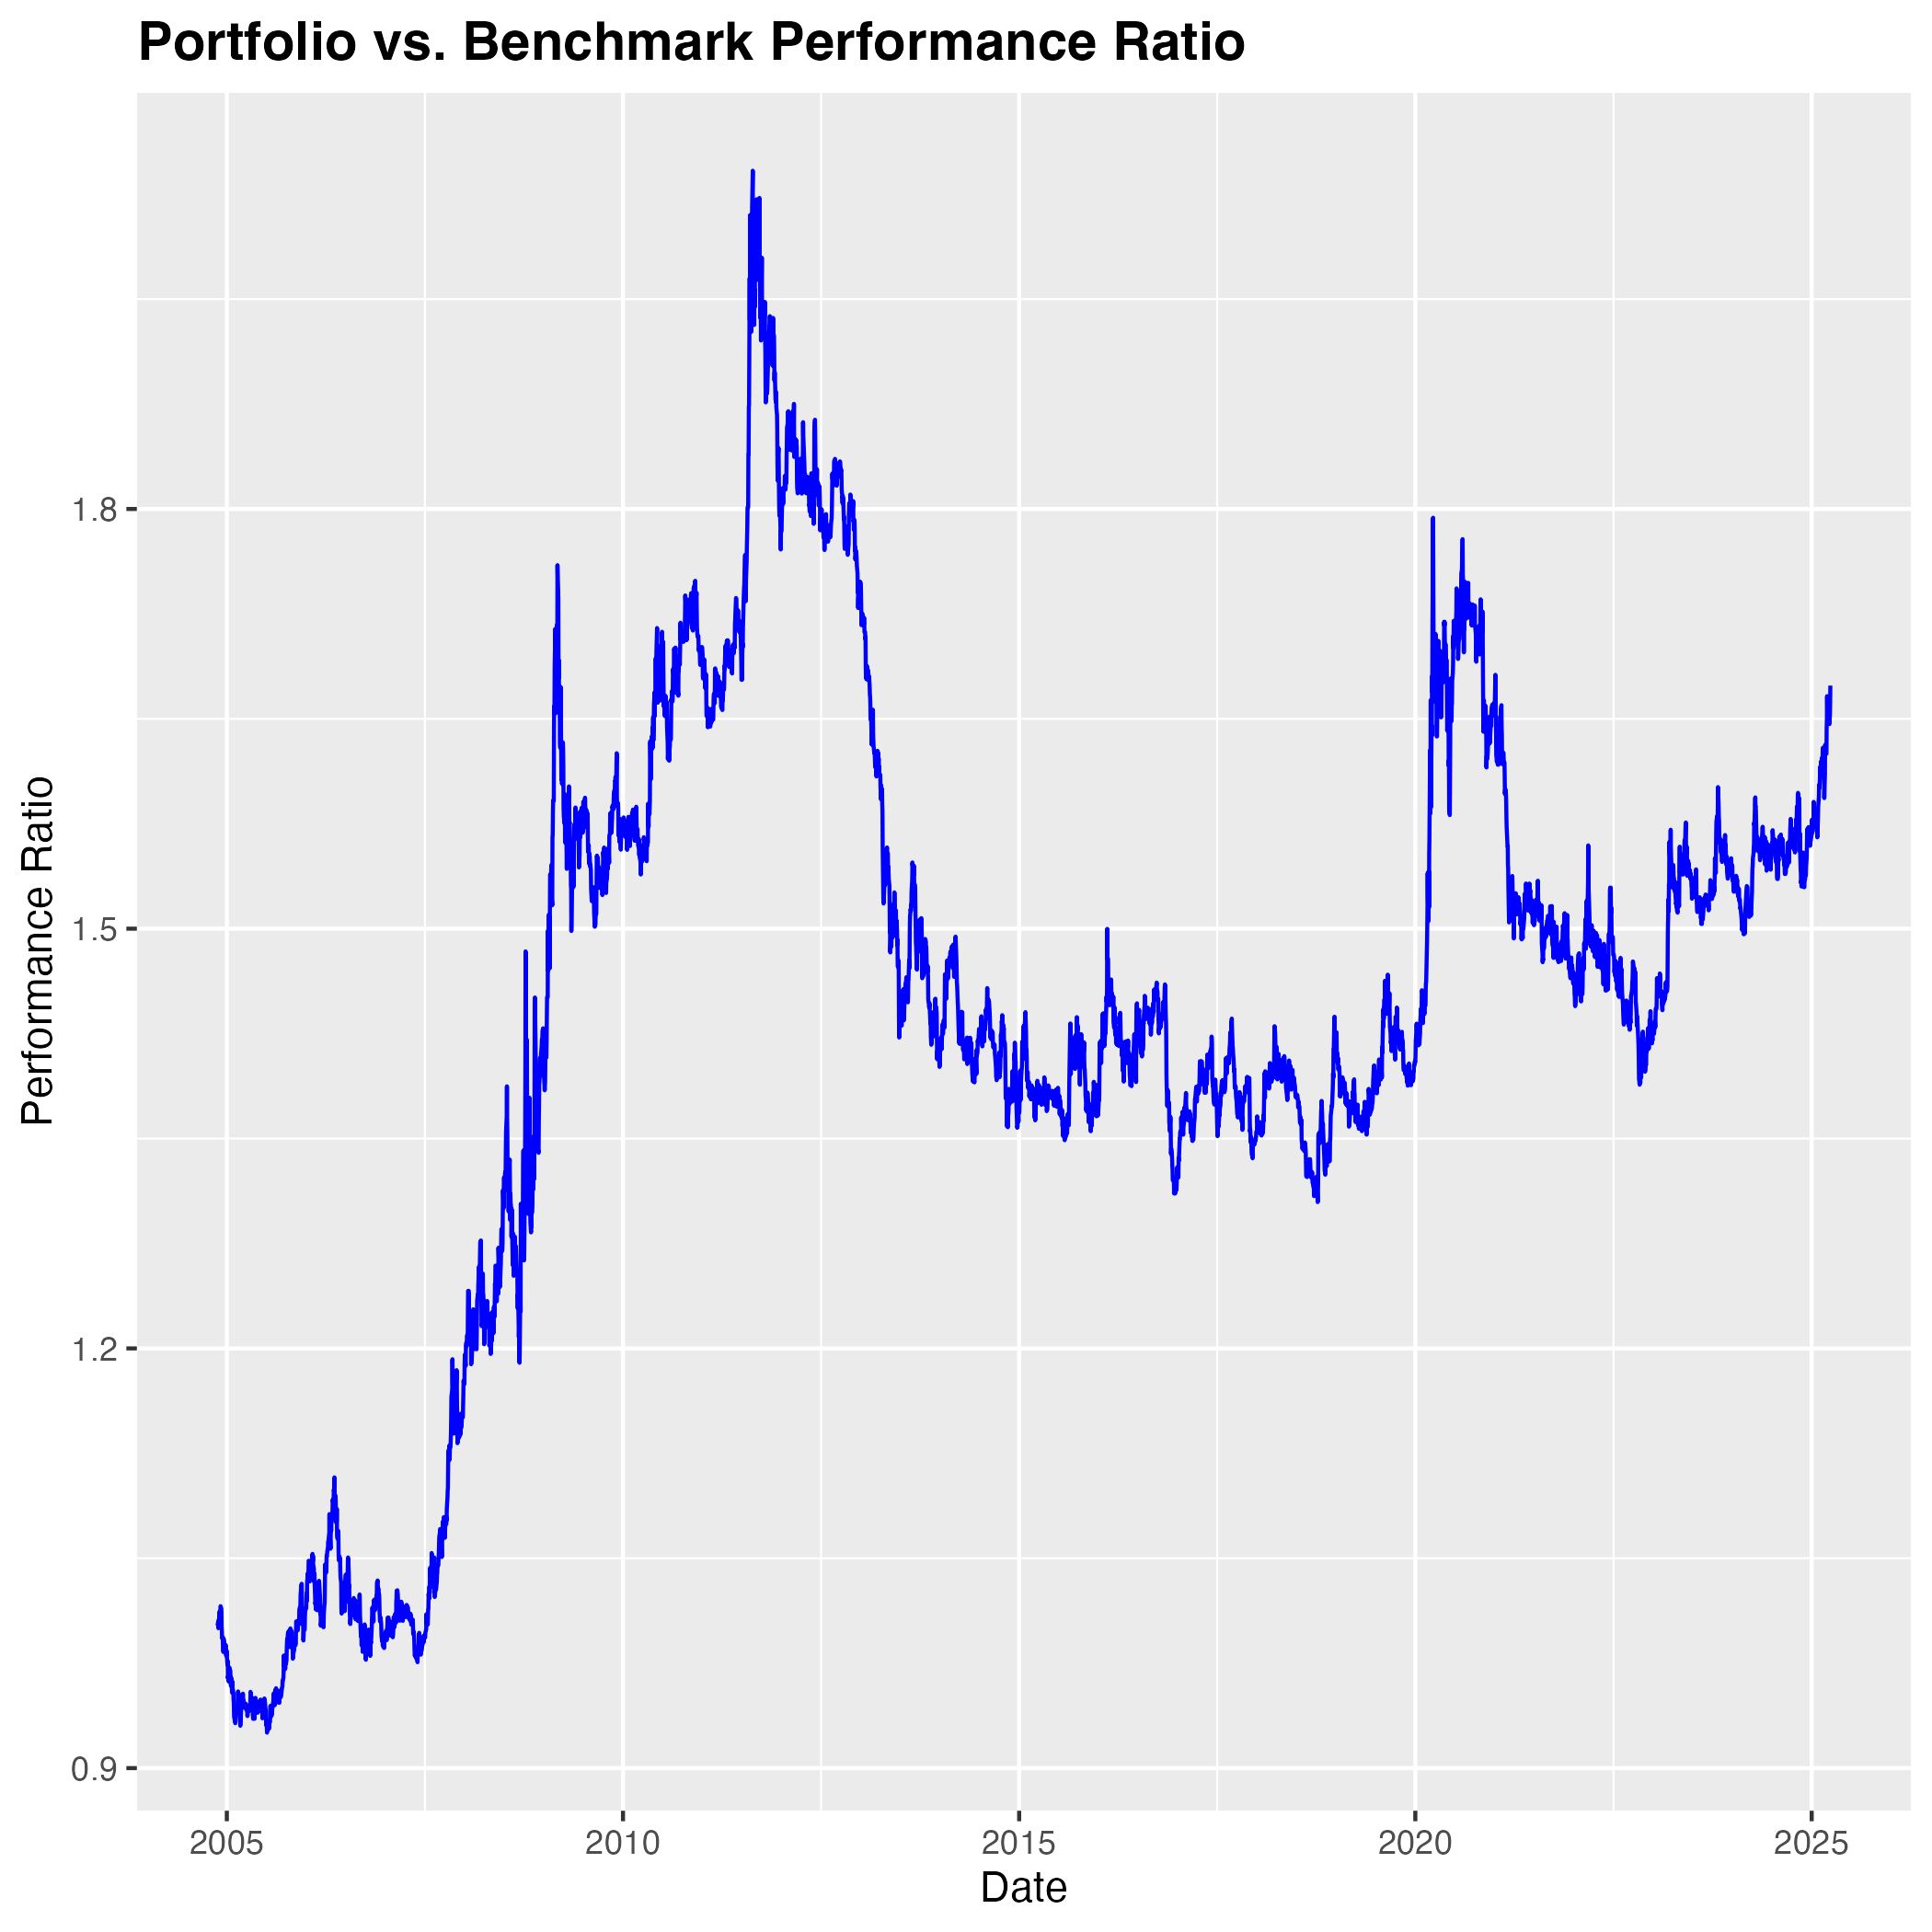 Portfolio vs. Benchmark Performance Ratio
Performance Ratio
1.8
1.5
1.2
0.9
2005 2010 2015 2020 2025
Date